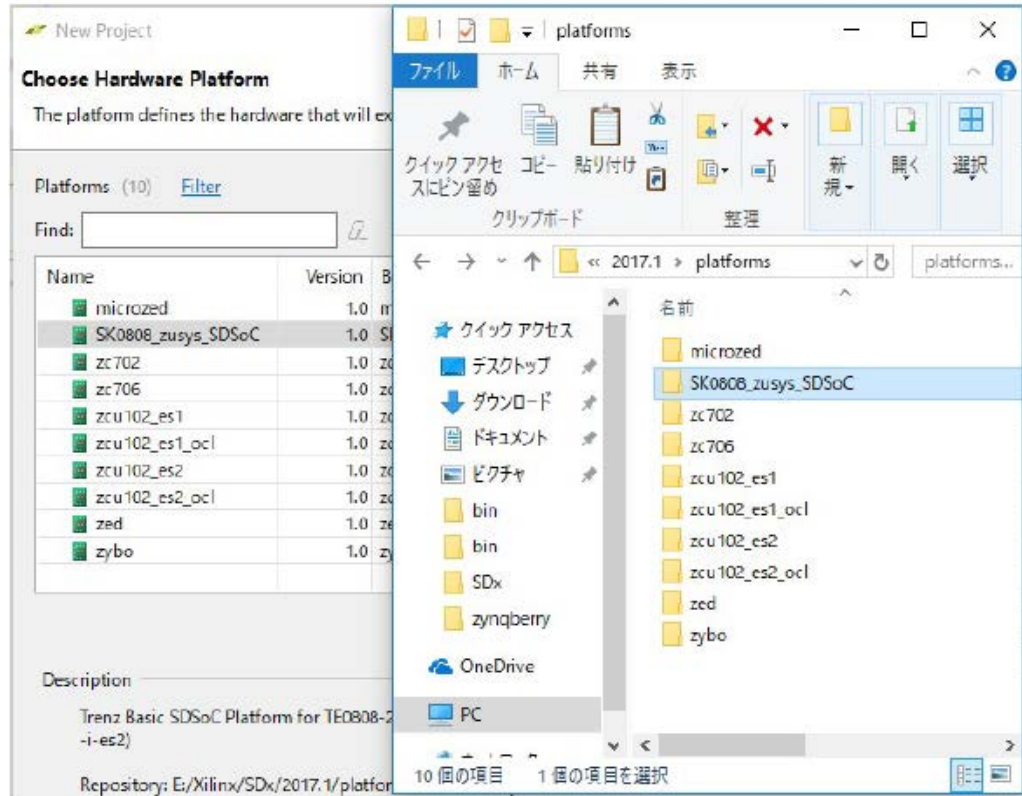 New Project
Choose Hardware Platform
The platform defines the hardware that will ex
Platforms (10) Filter
Find:
Name Version B
microzed 1.0 m
SK0808_zusys_SDSoC 1.0 SI
zc702 1.0 zc
zc706 1.0 zc
zcu102_es1 1.0 zc
zcu102_es1_ocl 1.0 zc
zcu102_es2 1.0 zc
zcu102_es2_ocl 1.0 zc
zed 1.0 ze
zybo 1.0 zy
Description
Trenz Basic SDSoC Platform for TE0808-2
-i-es2)
Repository: E:/Xilinx/SDx/2017.1/platfor
platforms
ファイル ホーム 共有 表示
クイック アクセ
スにピン留め
コピー
貼り付け
新
規
開く
選択
クリップボード 整理
« 2017.1 > platforms
platforms...
クイック アクセス
デスクトップ
ダウンロード
ドキュメント
ピクチャ
bin
bin
SDx
zynqberry
OneDrive
PC
名前
microzed
SK0808_zusys_SDSoC
zc702
zc706
zcu102_es1
zcu102_es1_ocl
zcu102_es2
zcu102_es2_ocl
zed
zybo
10 個の項目 1 個の項目を選択